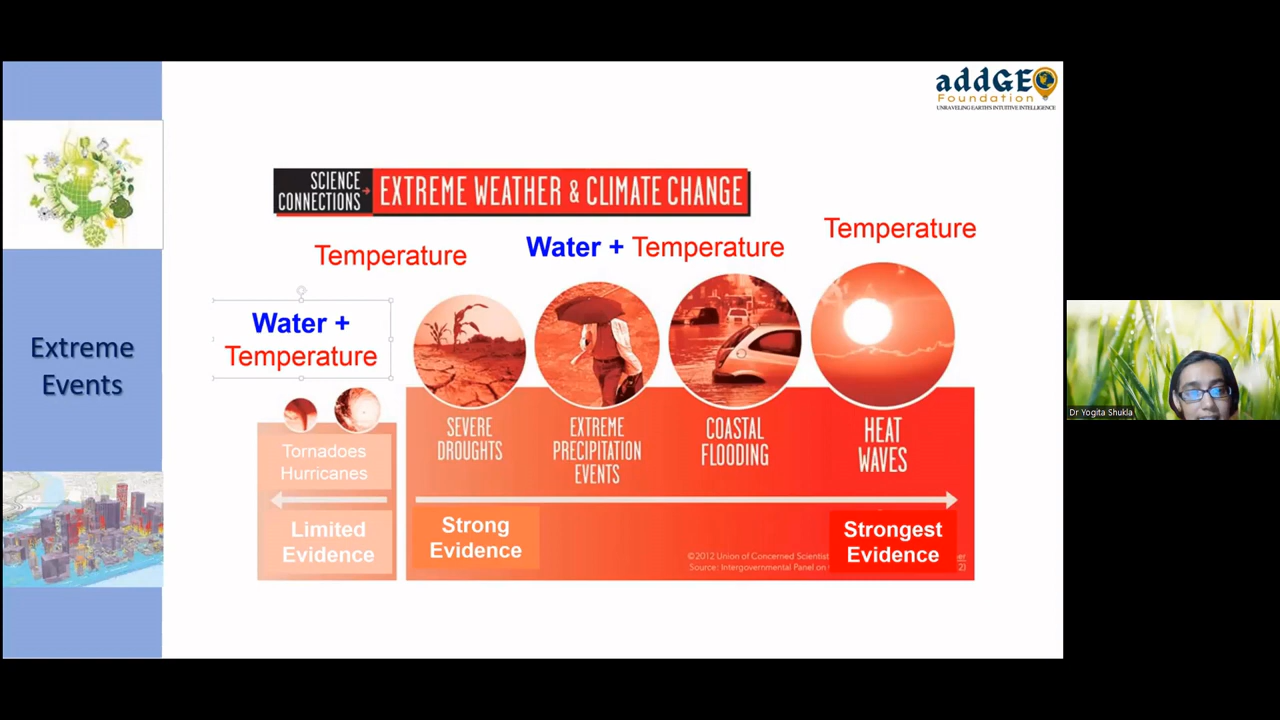 addGEO
Foundation
UNRAVELING EARTH'S INTUITIVE INTELLIGENCE
SCIENCE
CONNECTIONS
EXTREME WEATHER & CLIMATE CHANGE
Temperature
Water + Temperature
Temperature
Water +
Temperature
Extreme
Events
Tornadoes
Hurricanes
SEVERE
DROUGHTS
EXTREME
PRECIPITATION
EVENTS
COASTAL
FLOODING
HEAT
WAVES
Limited
Evidence
Strong
Evidence
Strongest
Evidence
©2012 Union of Concerned Scientist
Source: Intergovernmental Panel on
2)
Dr Yogita Shukla